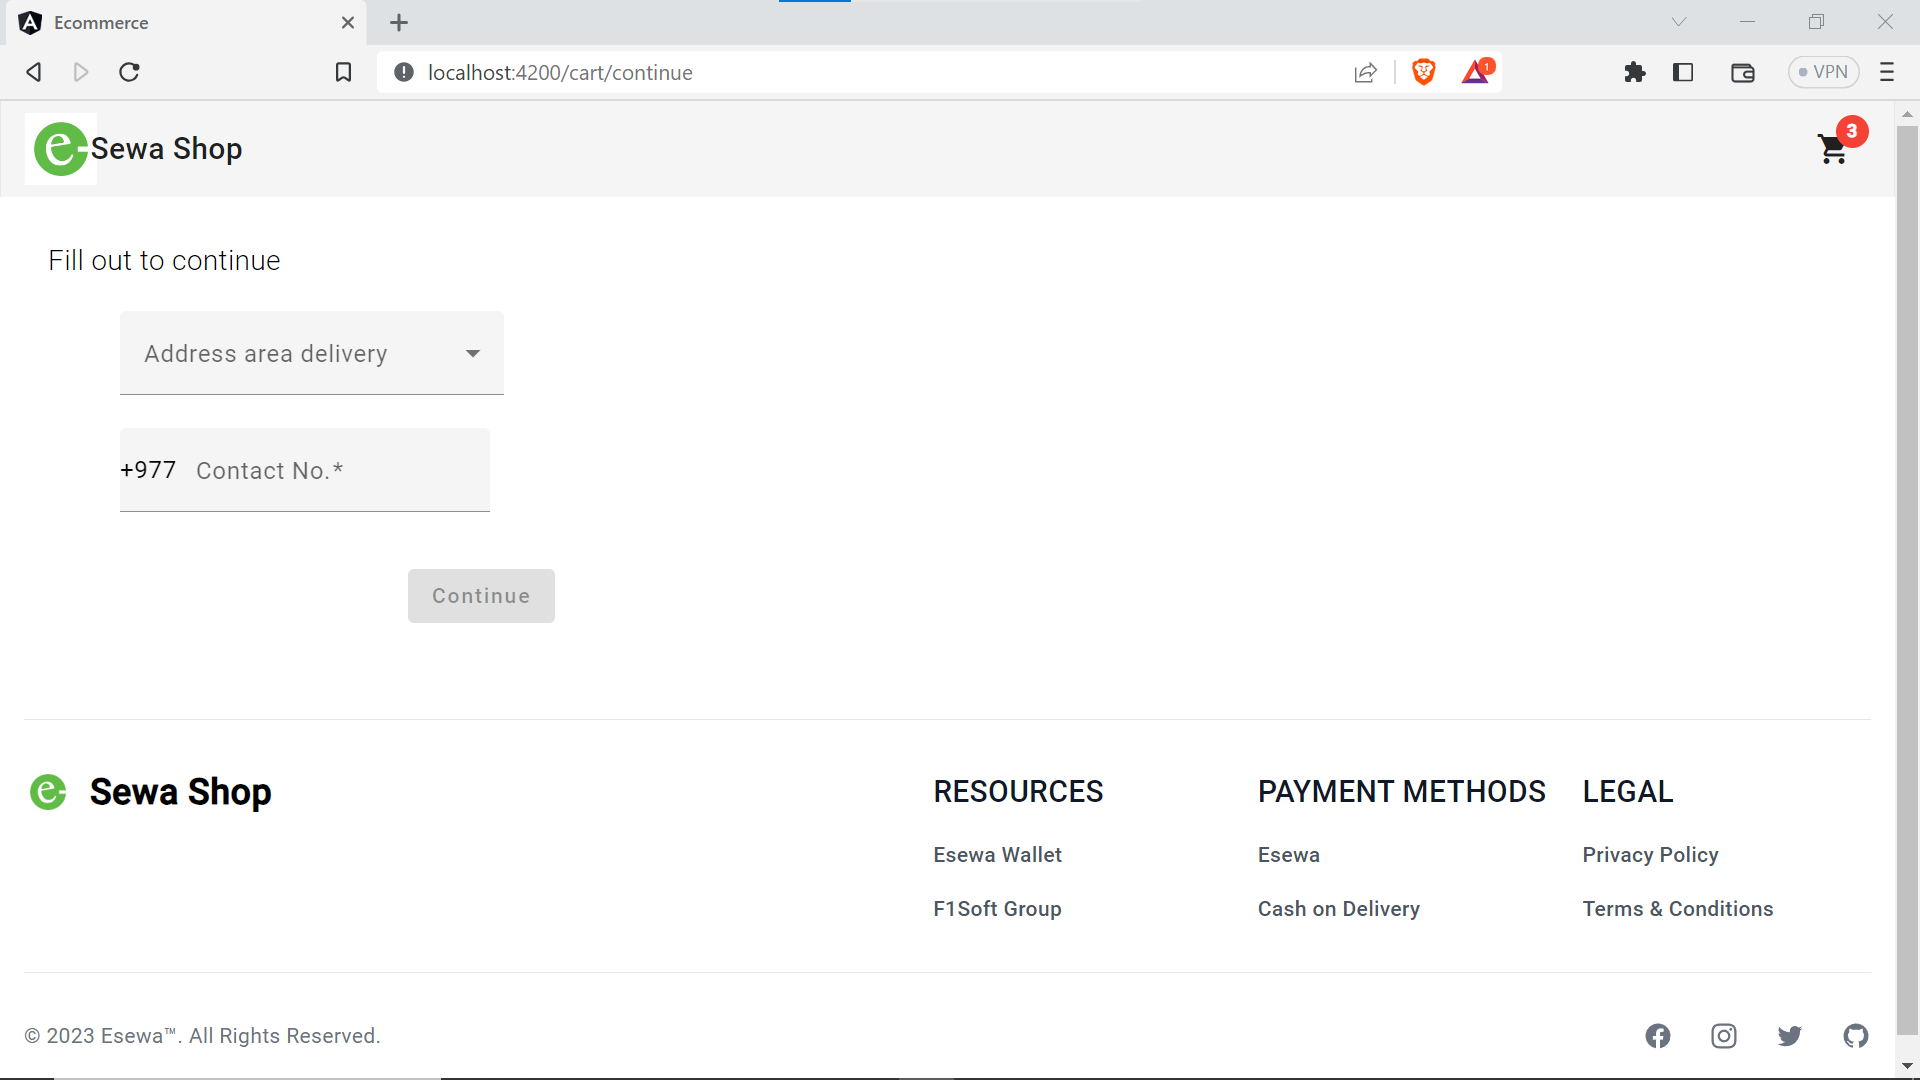 Ecommerce
localhost:4200/cart/continue
1
VPN
e-Sewa Shop
3
Fill out to continue
Address area delivery
+977 Contact No.*
Continue
e- Sewa Shop
RESOURCES
Esewa Wallet
F1Soft Group
PAYMENT METHODS
Esewa
Cash on Delivery
LEGAL
Privacy Policy
Terms & Conditions
© 2023 Esewa™. All Rights Reserved.